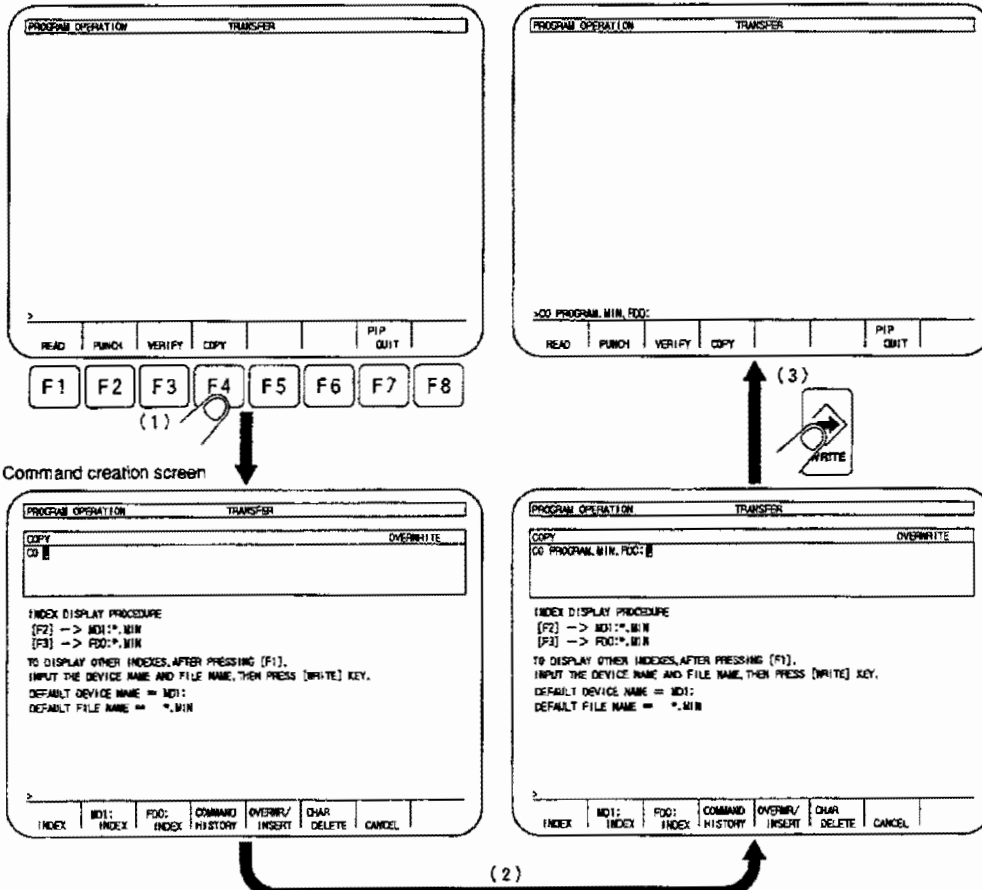 PROGRAM OPERATION TRANSFER
>
READ PUNCH VERIFY COPY PIP QUIT
F1 F2 F3 F4 F5 F6 F7 F8
(1)
Command creation screen
PROGRAM OPERATION TRANSFER
COPY OVERWRITE
CO
INDEX DISPLAY PROCEDURE
[F2] —> MD1:*.MIN
[F3] —> FDO:*.MIN
TO DISPLAY OTHER INDEXES,AFTER PRESSING [F1],
INPUT THE DEVICE NAME AND FILE NAME,THEN PRESS [WRITE] KEY.
DEFAULT DEVICE NAME = MD1:
DEFAULT FILE NAME = *.MIN
>
INDEX MD1: INDEX FDO: INDEX COMMAND HISTORY OVERWR/ INSERT CHAR DELETE CANCEL
(2)
PROGRAM OPERATION TRANSFER
COPY OVERWRITE
CO PROGRAM.MIN,FDO:
INDEX DISPLAY PROCEDURE
[F2] —> MD1:*.MIN
[F3] —> FDO:*.MIN
TO DISPLAY OTHER INDEXES,AFTER PRESSING [F1],
INPUT THE DEVICE NAME AND FILE NAME,THEN PRESS [WRITE] KEY.
DEFAULT DEVICE NAME = MD1:
DEFAULT FILE NAME = *.MIN
>
INDEX MD1: INDEX FDO: INDEX COMMAND HISTORY OVERWR/ INSERT CHAR DELETE CANCEL
(3)
WRITE
PROGRAM OPERATION TRANSFER
>CO PROGRAM.MIN,FDO:
READ PUNCH VERIFY COPY PIP QUIT